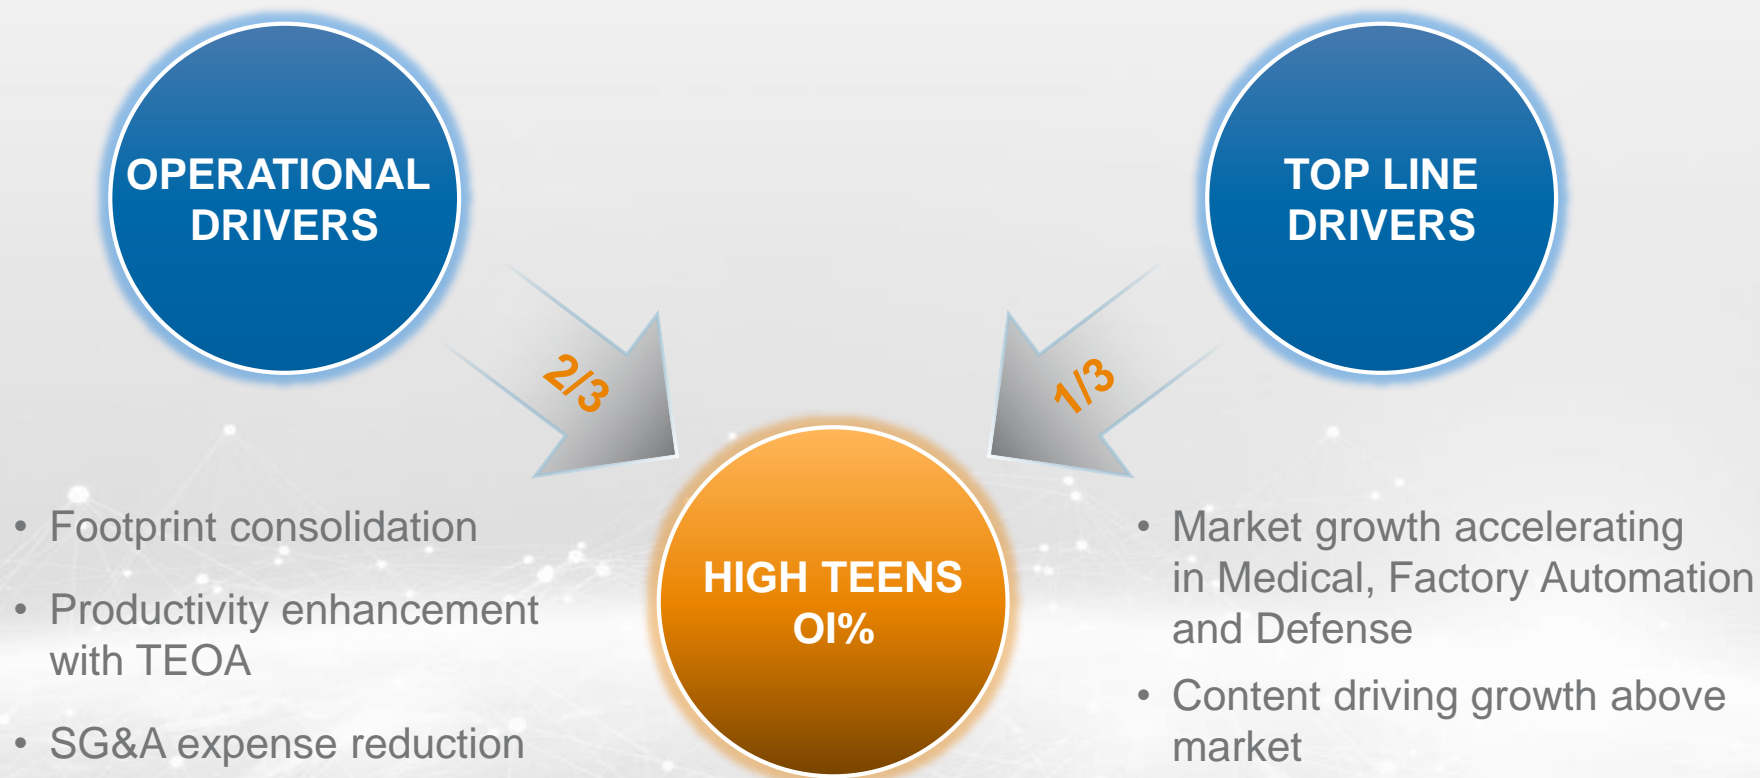 OPERATIONAL
DRIVERS
TOP LINE
DRIVERS
2/3
1/3
HIGH TEENS
OI%
• Footprint consolidation
• Productivity enhancement
with TEOA
• SG&A expense reduction
• Market growth accelerating
in Medical, Factory Automation
and Defense
• Content driving growth above
market